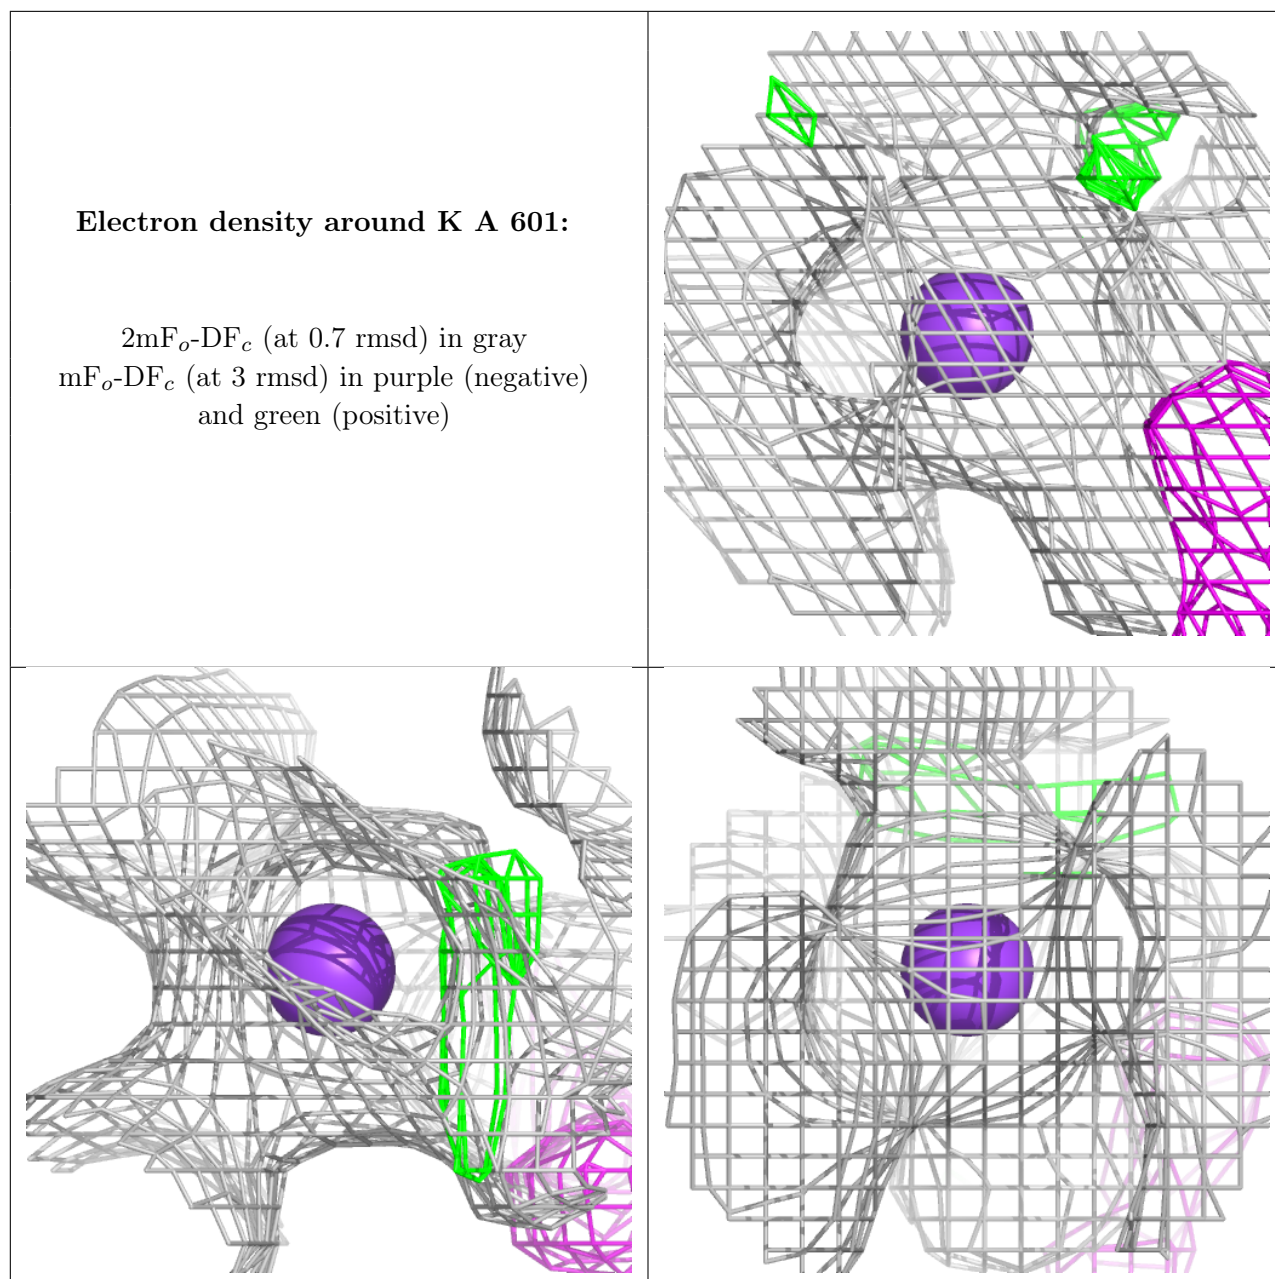 Electron density around K A 601:
2mFo-DFc (at 0.7 rmsd) in gray
mFo-DFc (at 3 rmsd) in purple (negative)
and green (positive)